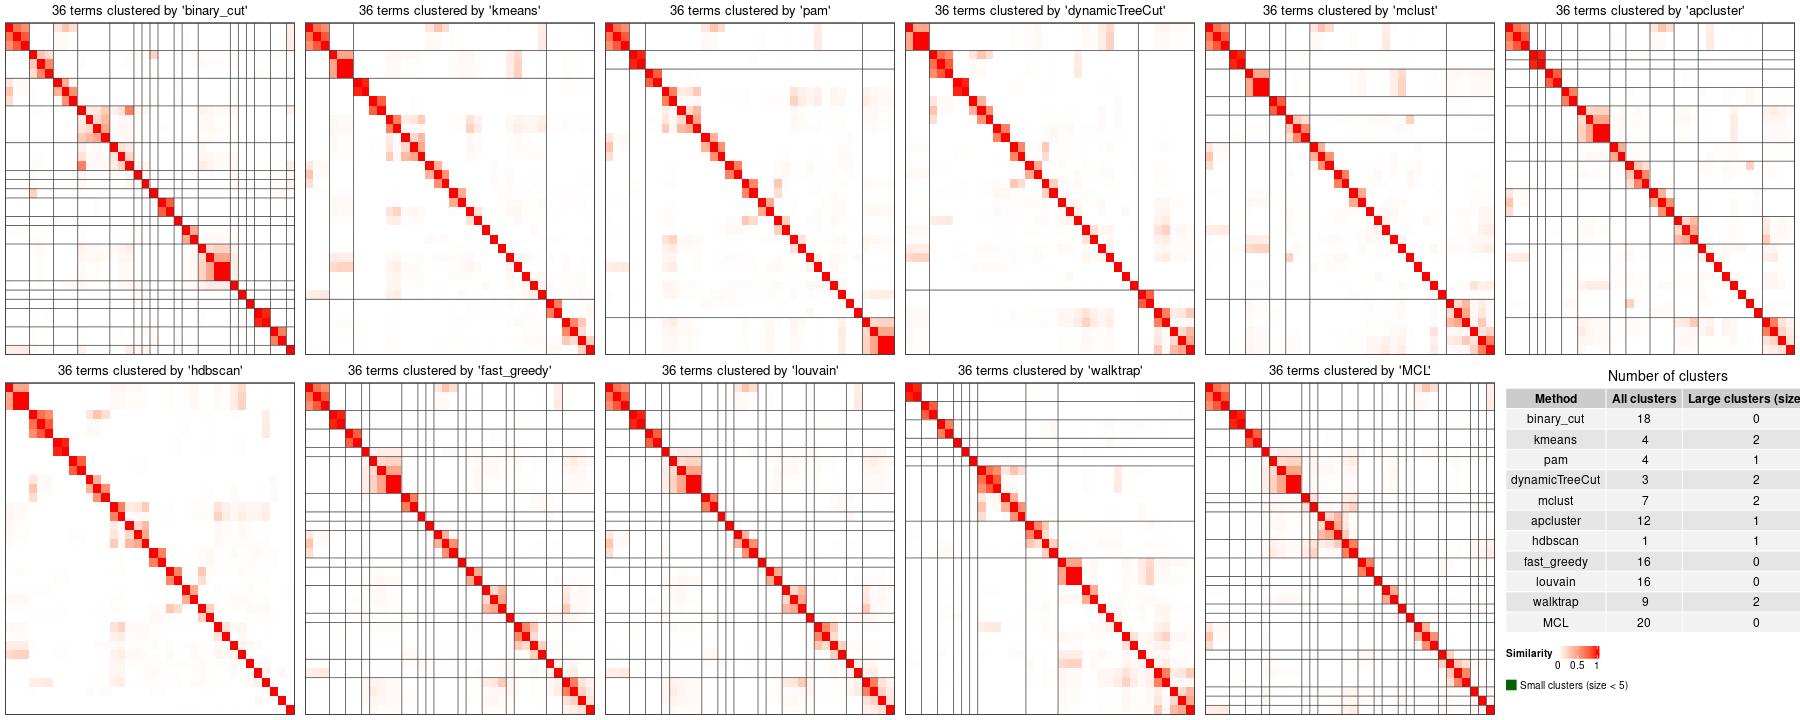 36 terms clustered by 'binary_cut'
36 terms clustered by 'kmeans'
36 terms clustered by 'pam'
36 terms clustered by 'dynamicTreeCut'
36 terms clustered by 'mclust'
36 terms clustered by 'apcluster'
36 terms clustered by 'hdbscan'
36 terms clustered by 'fast_greedy'
36 terms clustered by 'louvain'
36 terms clustered by 'walktrap'
36 terms clustered by 'MCL'
Number of clusters
Method All clusters Large clusters (size
binary_cut 18 0
kmeans 4 2
pam 4 1
dynamicTreeCut 3 2
mclust 7 2
apcluster 12 1
hdbscan 1 1
fast_greedy 16 0
louvain 16 0
walktrap 9 2
MCL 20 0
Similarity
0 0.5 1
Small clusters (size < 5)